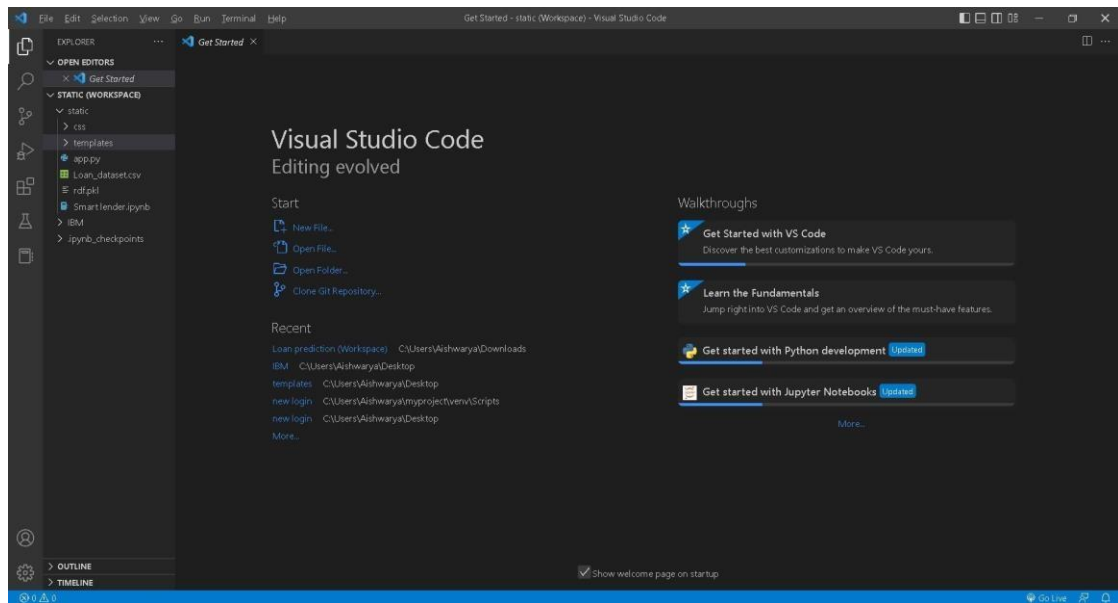 File Edit Selection View Go Run Terminal Help
Get Started - static (Workspace) - Visual Studio Code
EXPLORER
Get Started
OPEN EDITORS
Get Started
STATIC (WORKSPACE)
static
css
templates
app.py
Loan_dataset.csv
rdf.pkl
Smart lender.ipynb
IBM
.ipynb_checkpoints
OUTLINE
TIMELINE
Visual Studio Code
Editing evolved
Start
New File...
Open File...
Open Folder...
Clone Git Repository...
Recent
Loan prediction (Workspace) C:\Users\Aishwarya\Downloads
IBM C:\Users\Aishwarya\Desktop
templates C:\Users\Aishwarya\Desktop
new login C:\Users\Aishwarya\myproject\venv\Scripts
new login C:\Users\Aishwarya\Desktop
More...
Walkthroughs
Get Started with VS Code
Discover the best customizations to make VS Code yours.
Learn the Fundamentals
Jump right into VS Code and get an overview of the must-have features.
Get started with Python development Updated
Get started with Jupyter Notebooks Updated
More...
Show welcome page on startup
0 0
Go Live